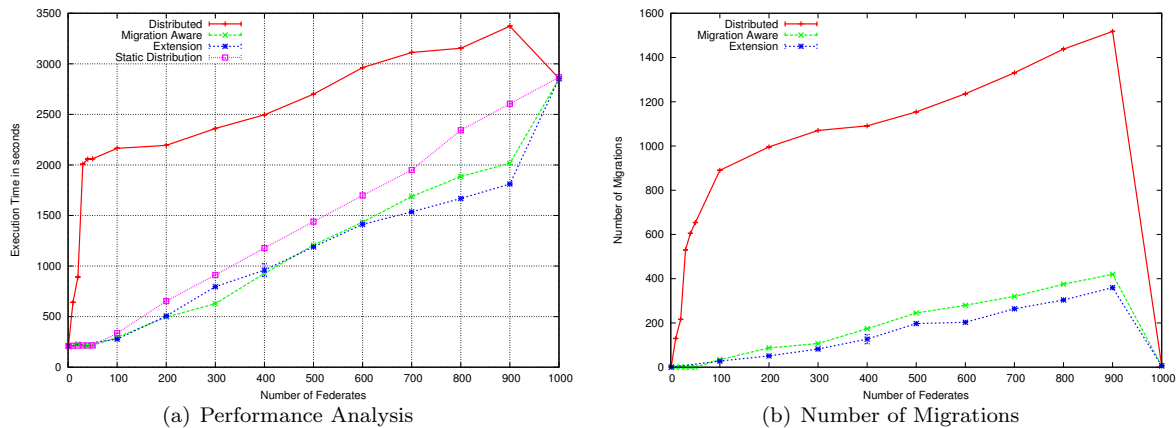 Distributed
Migration Aware
Extension
Static Distribution
Execution Time in seconds
3500
3000
2500
2000
1500
1000
500
0
0 100 200 300 400 500 600 700 800 900 1000
Number of Federates
(a) Performance Analysis
Distributed
Migration Aware
Extension
Number of Migrations
1600
1400
1200
1000
800
600
400
200
0
0 100 200 300 400 500 600 700 800 900 1000
Number of Federates
(b) Number of Migrations